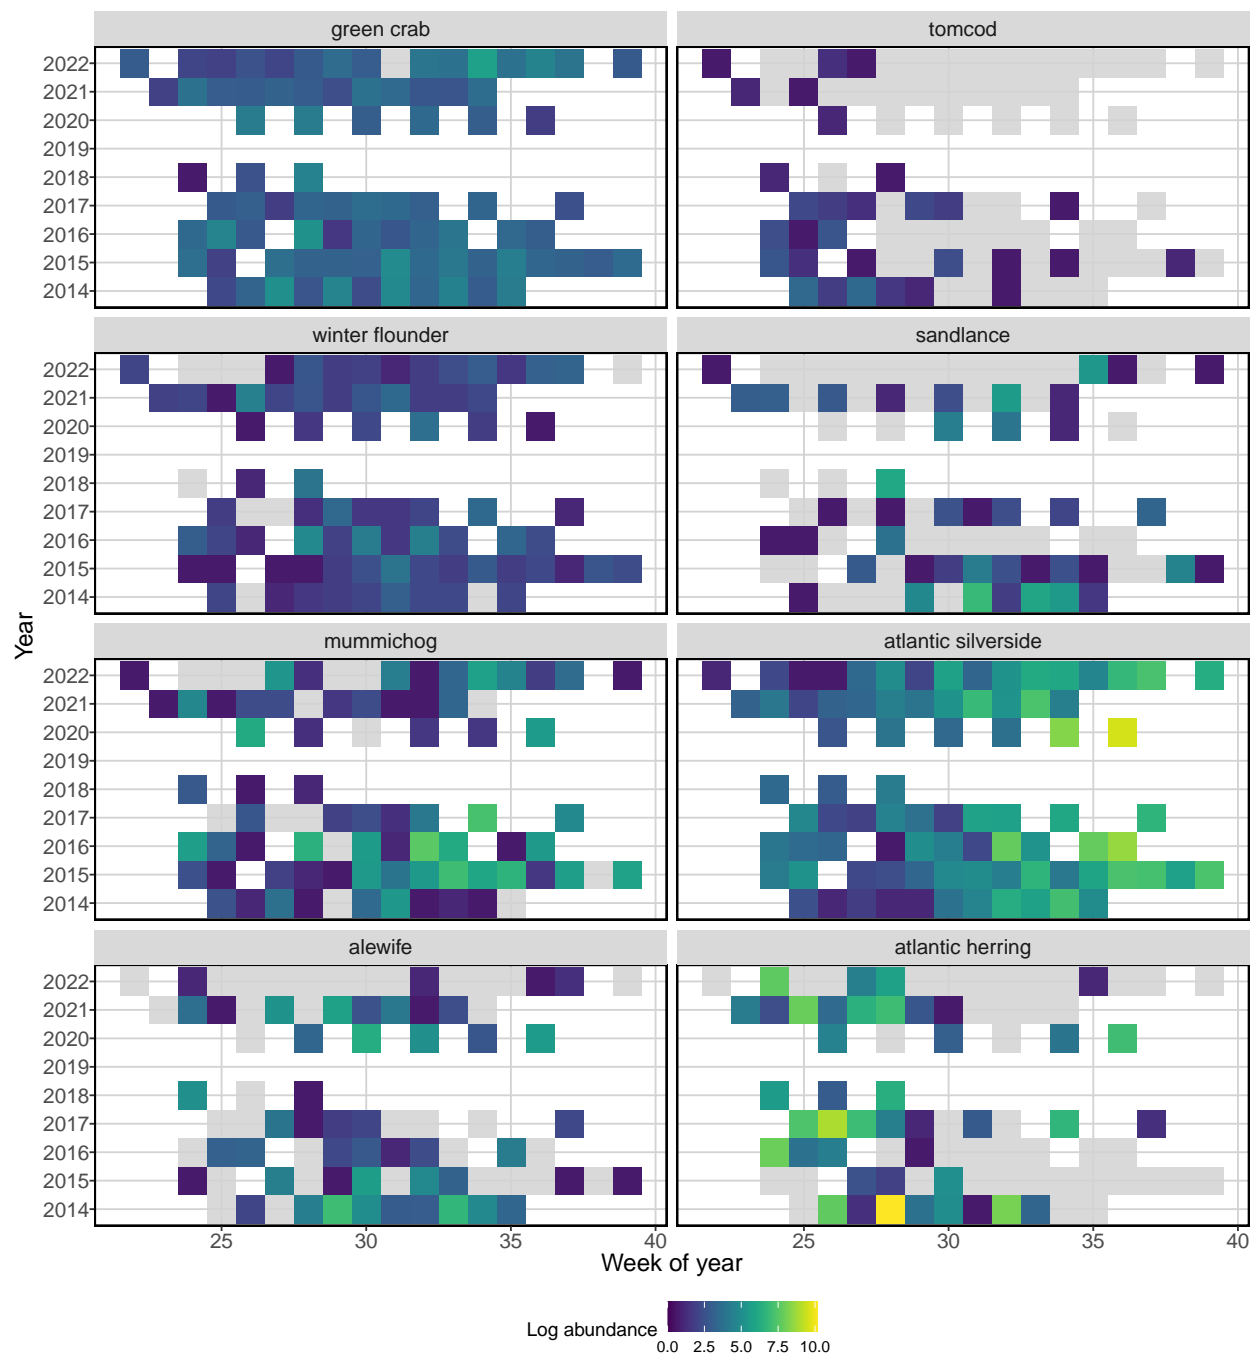 green crab
tomcod
2022
2021
2020
2019
2018
2017
2016
2015
2014
winter flounder
sandlance
2022
2021
2020
2019
2018
2017
2016
2015
2014
Year
mummichog
atlantic silverside
2022
2021
2020
2019
2018
2017
2016
2015
2014
alewife
atlantic herring
2022
2021
2020
2019
2018
2017
2016
2015
2014
25 30 35 40 25 30 35 40
Week of year
Log abundance
0.0 2.5 5.0 7.5 10.0